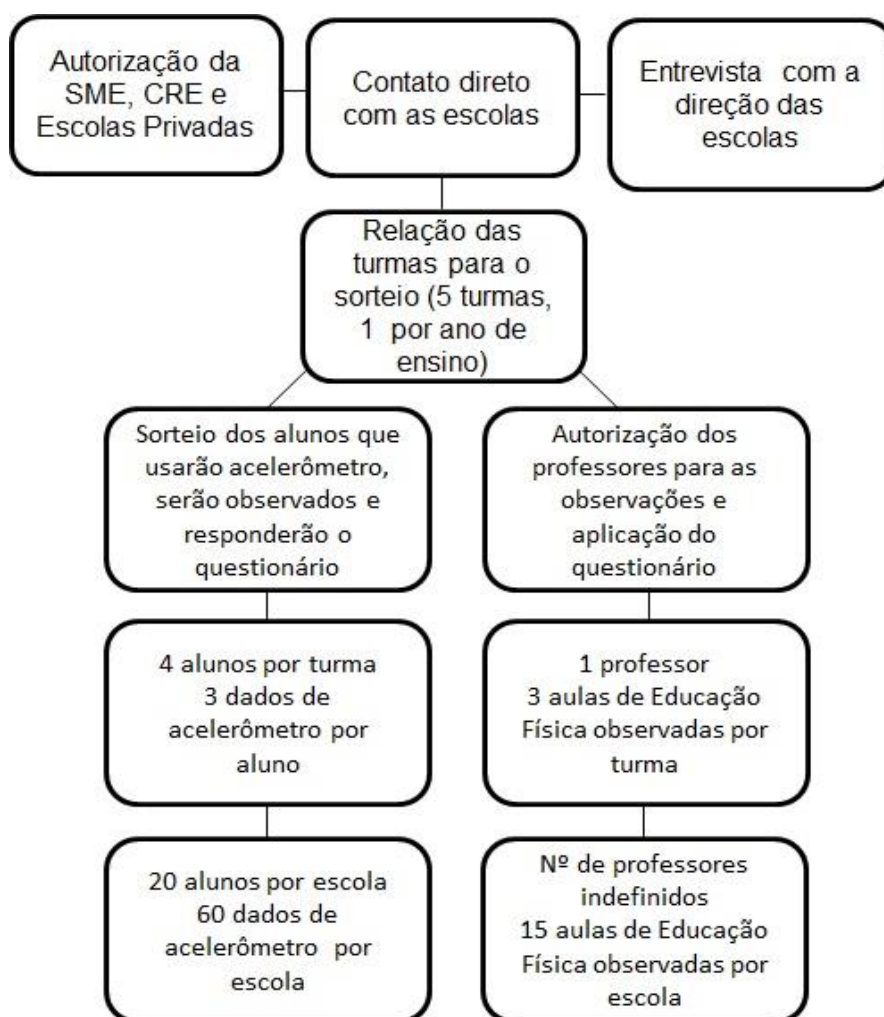 Autorização da
SME, CRE e
Escolas Privadas
Contato direto
com as escolas
Entrevista com a
direção das
escolas
Relação das
turmas para o
sorteio (5 turmas,
1 por ano de
ensino)
Sorteio dos alunos que
usarão acelerômetro,
serão observados e
responderão o
questionário
Autorização dos
professores para as
observações e
aplicação do
questionário
4 alunos por turma
3 dados de
acelerômetro por
aluno
1 professor
3 aulas de Educação
Física observadas por
turma
20 alunos por escola
60 dados de
acelerômetro por
escola
Nº de professores
indefinidos
15 aulas de Educação
Física observadas por
escola